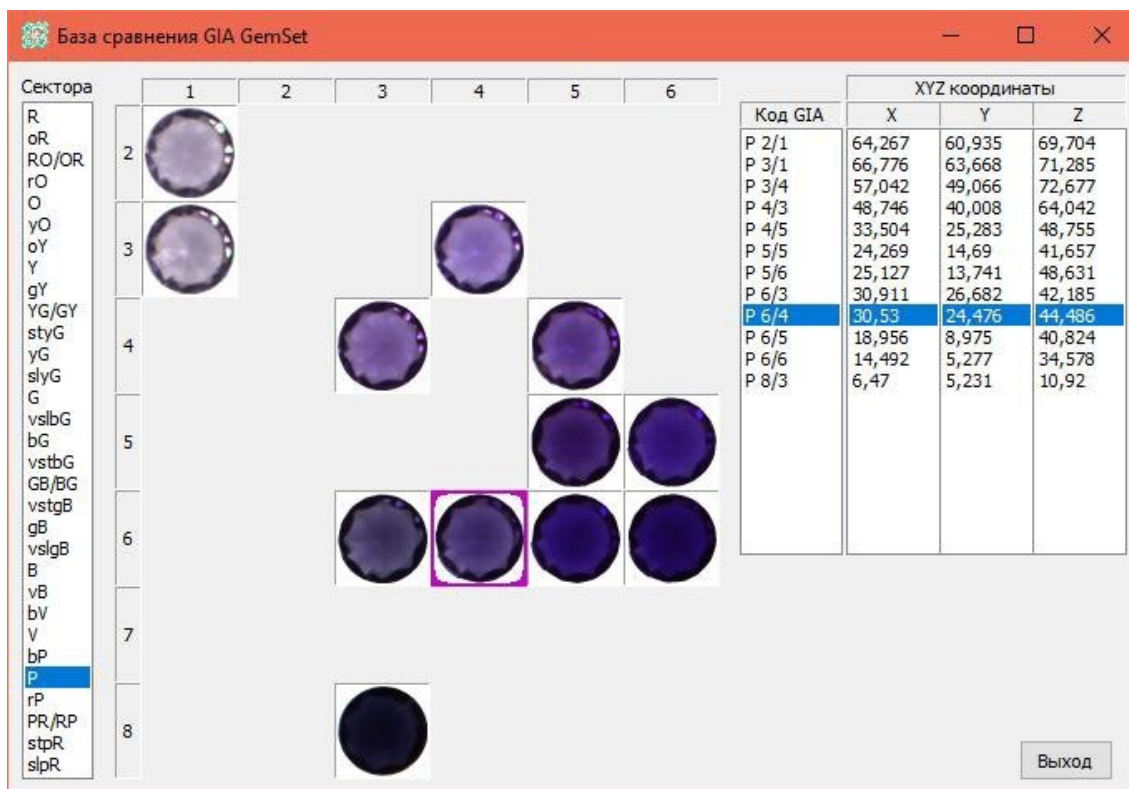 База сравнения GIA GemSet
Сектора
R
oR
RO/OR
rO
O
yO
oY
Y
gY
YG/GY
styG
yG
slyG
G
vslbG
bG
vstbG
GB/BG
vstgB
gB
vslgB
B
vB
bV
V
bP
P
rP
PR/RP
stpR
slpR
1 2 3 4 5 6
2
3
4
5
6
7
8
XYZ координаты
Код GIA X Y Z
P 2/1 64,267 60,935 69,704
P 3/1 66,776 63,668 71,285
P 3/4 57,042 49,066 72,677
P 4/3 48,746 40,008 64,042
P 4/5 33,504 25,283 48,755
P 5/5 24,269 14,69 41,657
P 5/6 25,127 13,741 48,631
P 6/3 30,911 26,682 42,185
P 6/4 30,53 24,476 44,486
P 6/5 18,956 8,975 40,824
P 6/6 14,492 5,277 34,578
P 8/3 6,47 5,231 10,92
Выход